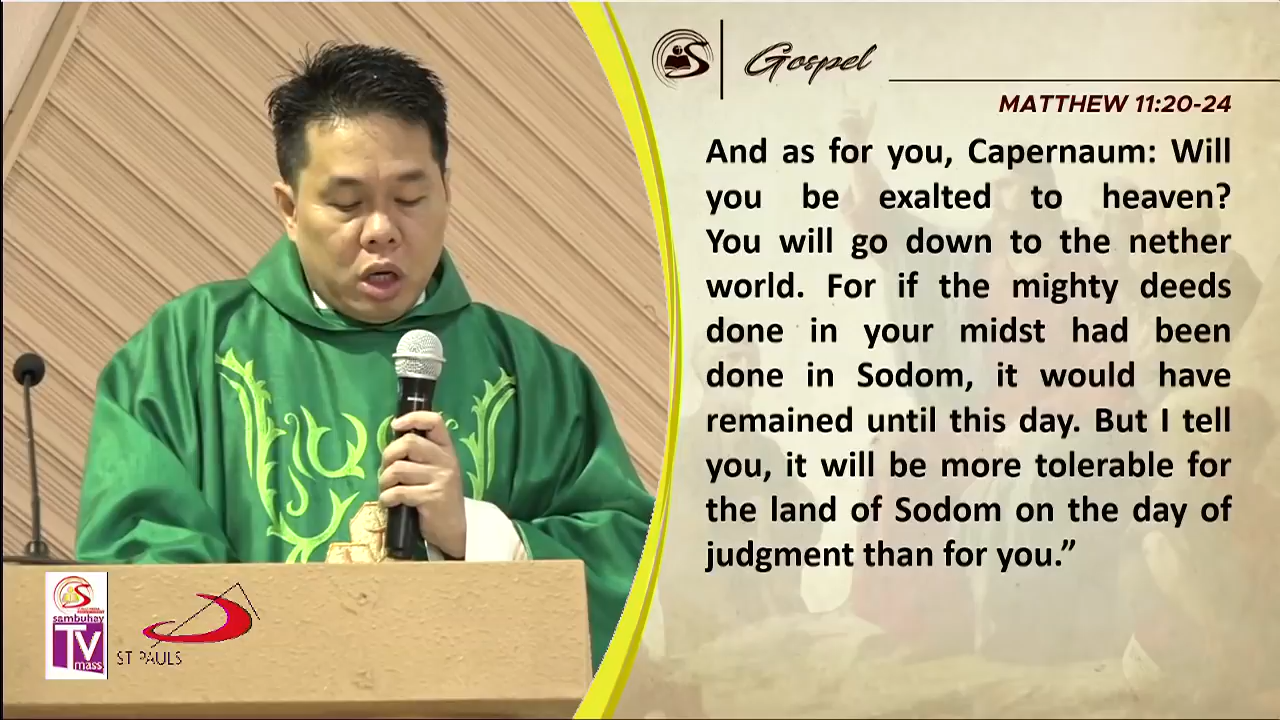 Gospel
MATTHEW 11:20-24
And as for you, Capernaum: Will
you be exalted to heaven?
You will go down to the nether
world. For if the mighty deeds
done in your midst had been
done in Sodom, it would have
remained until this day. But I tell
you, it will be more tolerable for
the land of Sodom on the day of
judgment than for you.”
sambuhay
TV
mass
ST PAULS